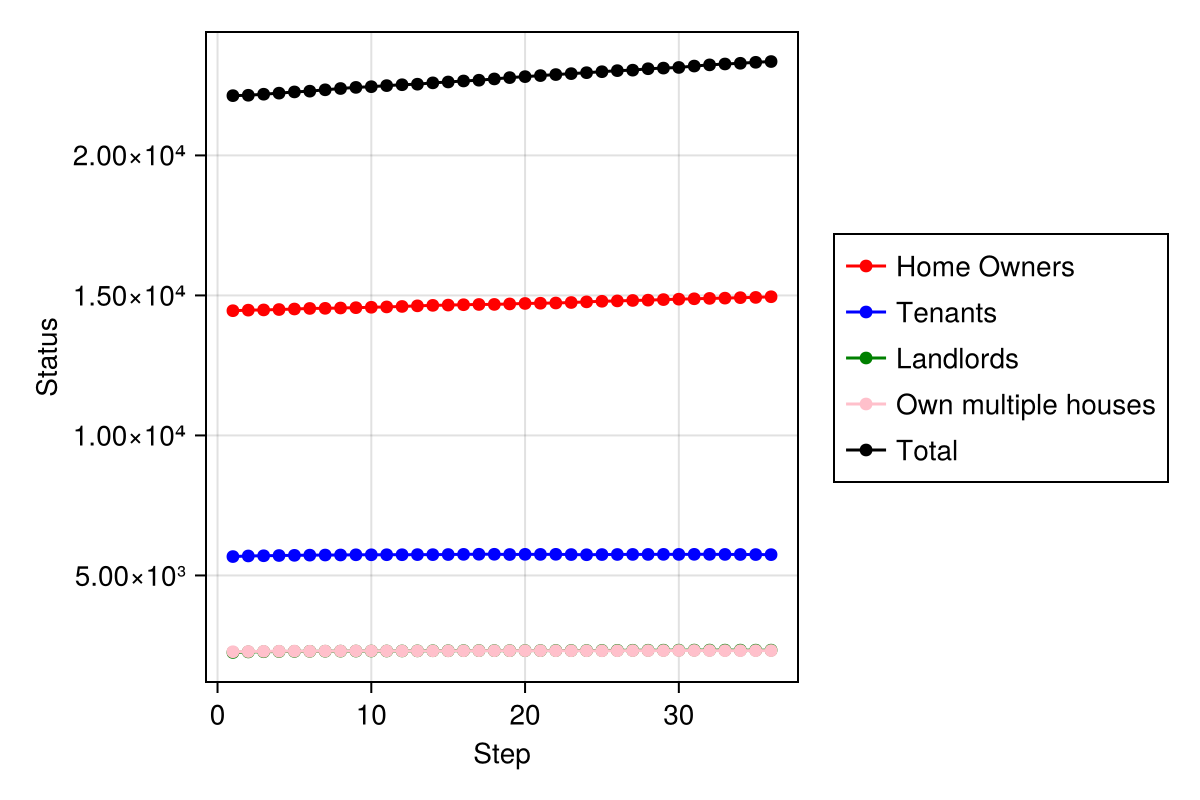 2.00×10⁴
1.50×10⁴
1.00×10⁴
5.00×10³
Status
0 10 20 30
Step
Home Owners
Tenants
Landlords
Own multiple houses
Total